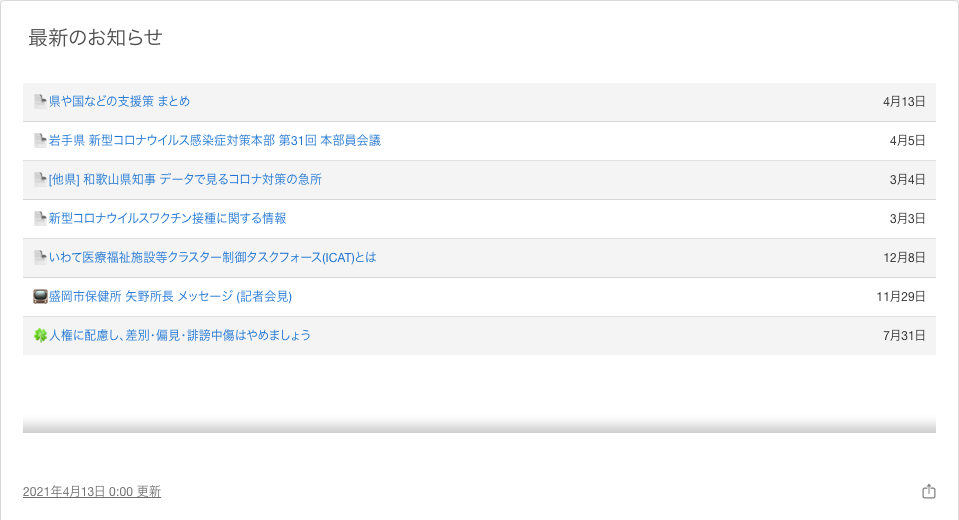 最新のお知らせ
県や国などの支援策 まとめ 4月13日
岩手県 新型コロナウイルス感染症対策本部 第31回 本部員会議 4月5日
[他県] 和歌山県知事 データで見るコロナ対策の急所 3月4日
新型コロナウイルスワクチン接種に関する情報 3月3日
いわて医療福祉施設等クラスター制御タスクフォース(ICAT)とは 12月8日
盛岡市保健所 矢野所長 メッセージ (記者会見) 11月29日
人権に配慮し、差別・偏見・誹謗中傷はやめましょう 7月31日
2021年4月13日 0:00 更新